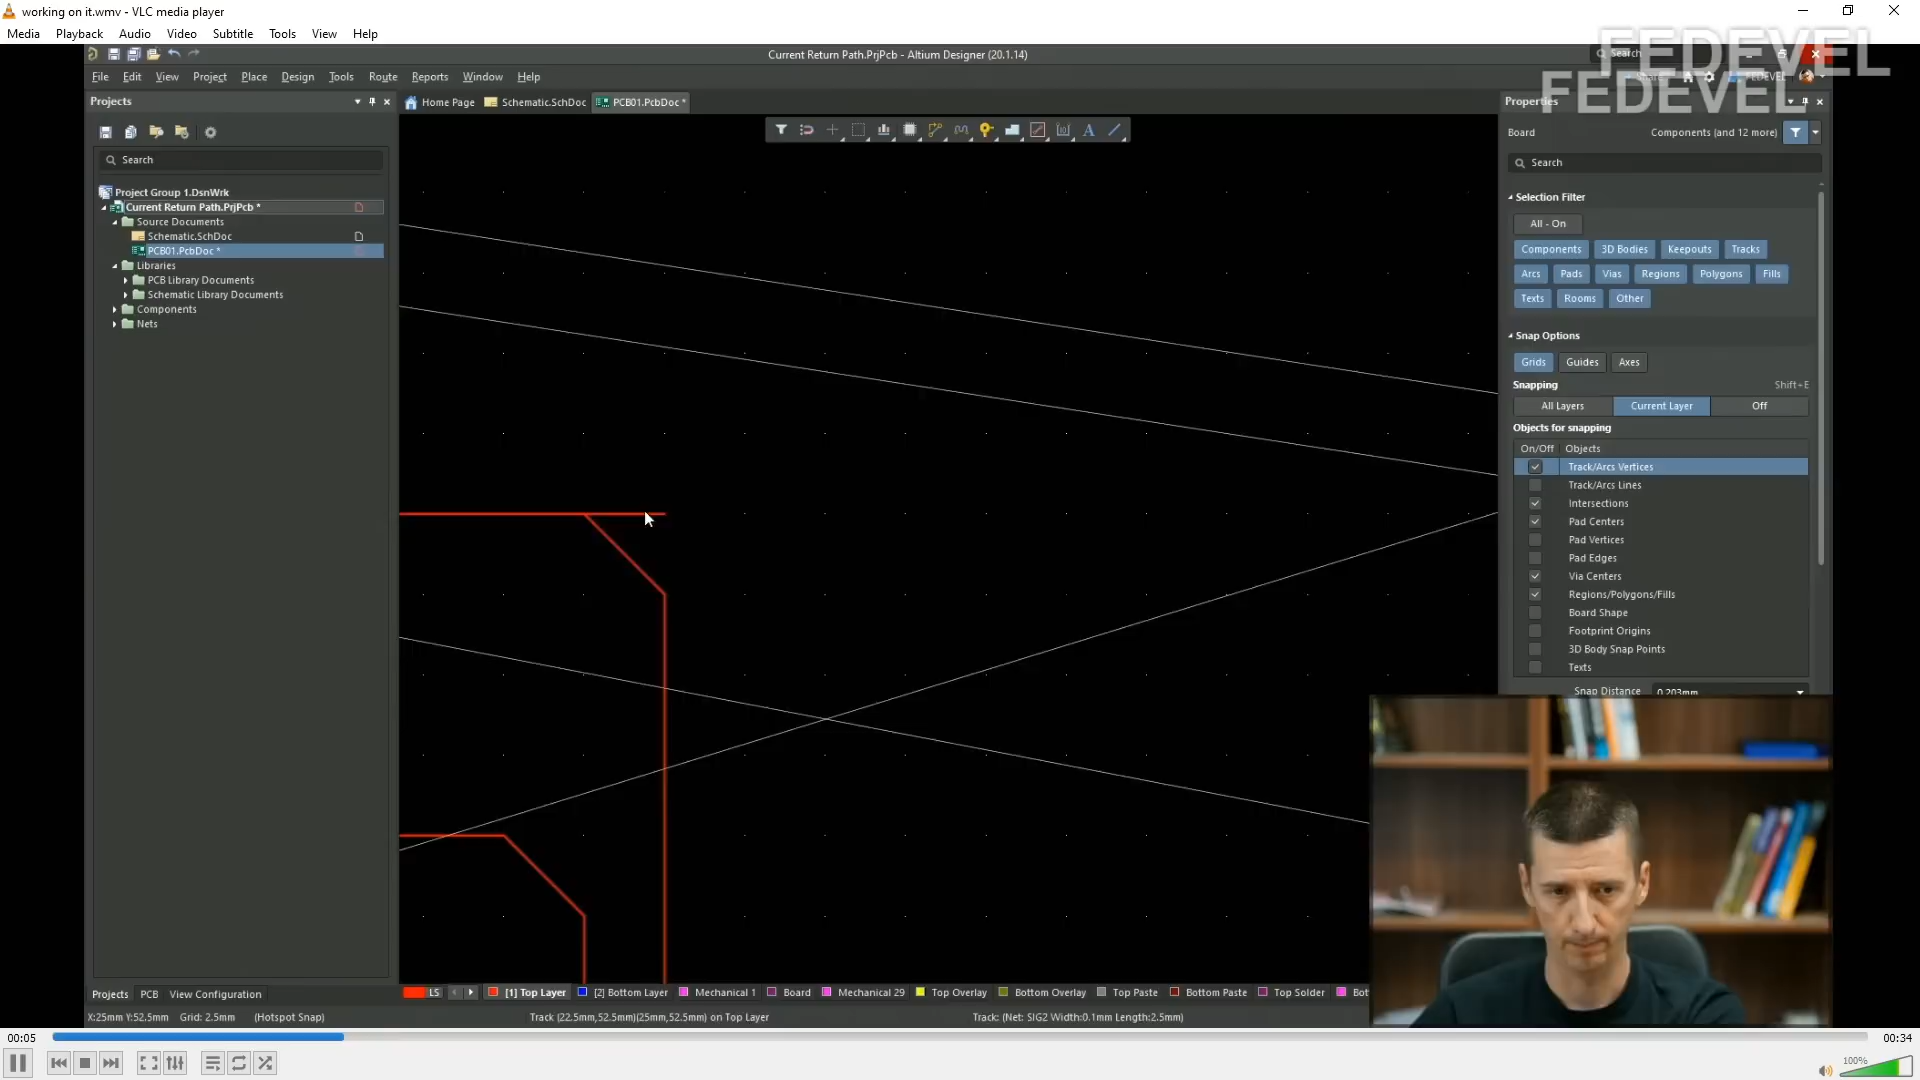 working on it.wmv - VLC media player
Media Playback Audio Video Subtitle Tools View Help
Current Return Path.PrjPcb - Altium Designer (20.1.14)
Search
FEDEVEL
FEDEVEL
File Edit View Project Place Design Tools Route Reports Window Help
Share
FEDEVEL
Projects
Home Page
Schematic.SchDoc
PCB01.PcbDoc *
Properties
Board
Components (and 12 more)
Search
Search
Project Group 1.DsnWrk
Current Return Path.PrjPcb *
Source Documents
Schematic.SchDoc
PCB01.PcbDoc *
Libraries
PCB Library Documents
Schematic Library Documents
Components
Nets
Selection Filter
All - On
Components 3D Bodies Keepouts Tracks
Arcs Pads Vias Regions Polygons Fills
Texts Rooms Other
Snap Options
Grids Guides Axes
Snapping Shift+E
All Layers Current Layer Off
Objects for snapping
On/Off Objects
Track/Arcs Vertices
Track/Arcs Lines
Intersections
Pad Centers
Pad Vertices
Pad Edges
Via Centers
Regions/Polygons/Fills
Board Shape
Footprint Origins
3D Body Snap Points
Texts
Snap Distance 0.203mm
Projects PCB View Configuration
LS [1] Top Layer [2] Bottom Layer Mechanical 1 Board Mechanical 29 Top Overlay Bottom Overlay Top Paste Bottom Paste Top Solder Bot
X:25mm Y:52.5mm Grid: 2.5mm (Hotspot Snap)
Track (22.5mm,52.5mm)(25mm,52.5mm) on Top Layer
Track: (Net: SIG2 Width:0.1mm Length:2.5mm)
00:05
00:34
100%